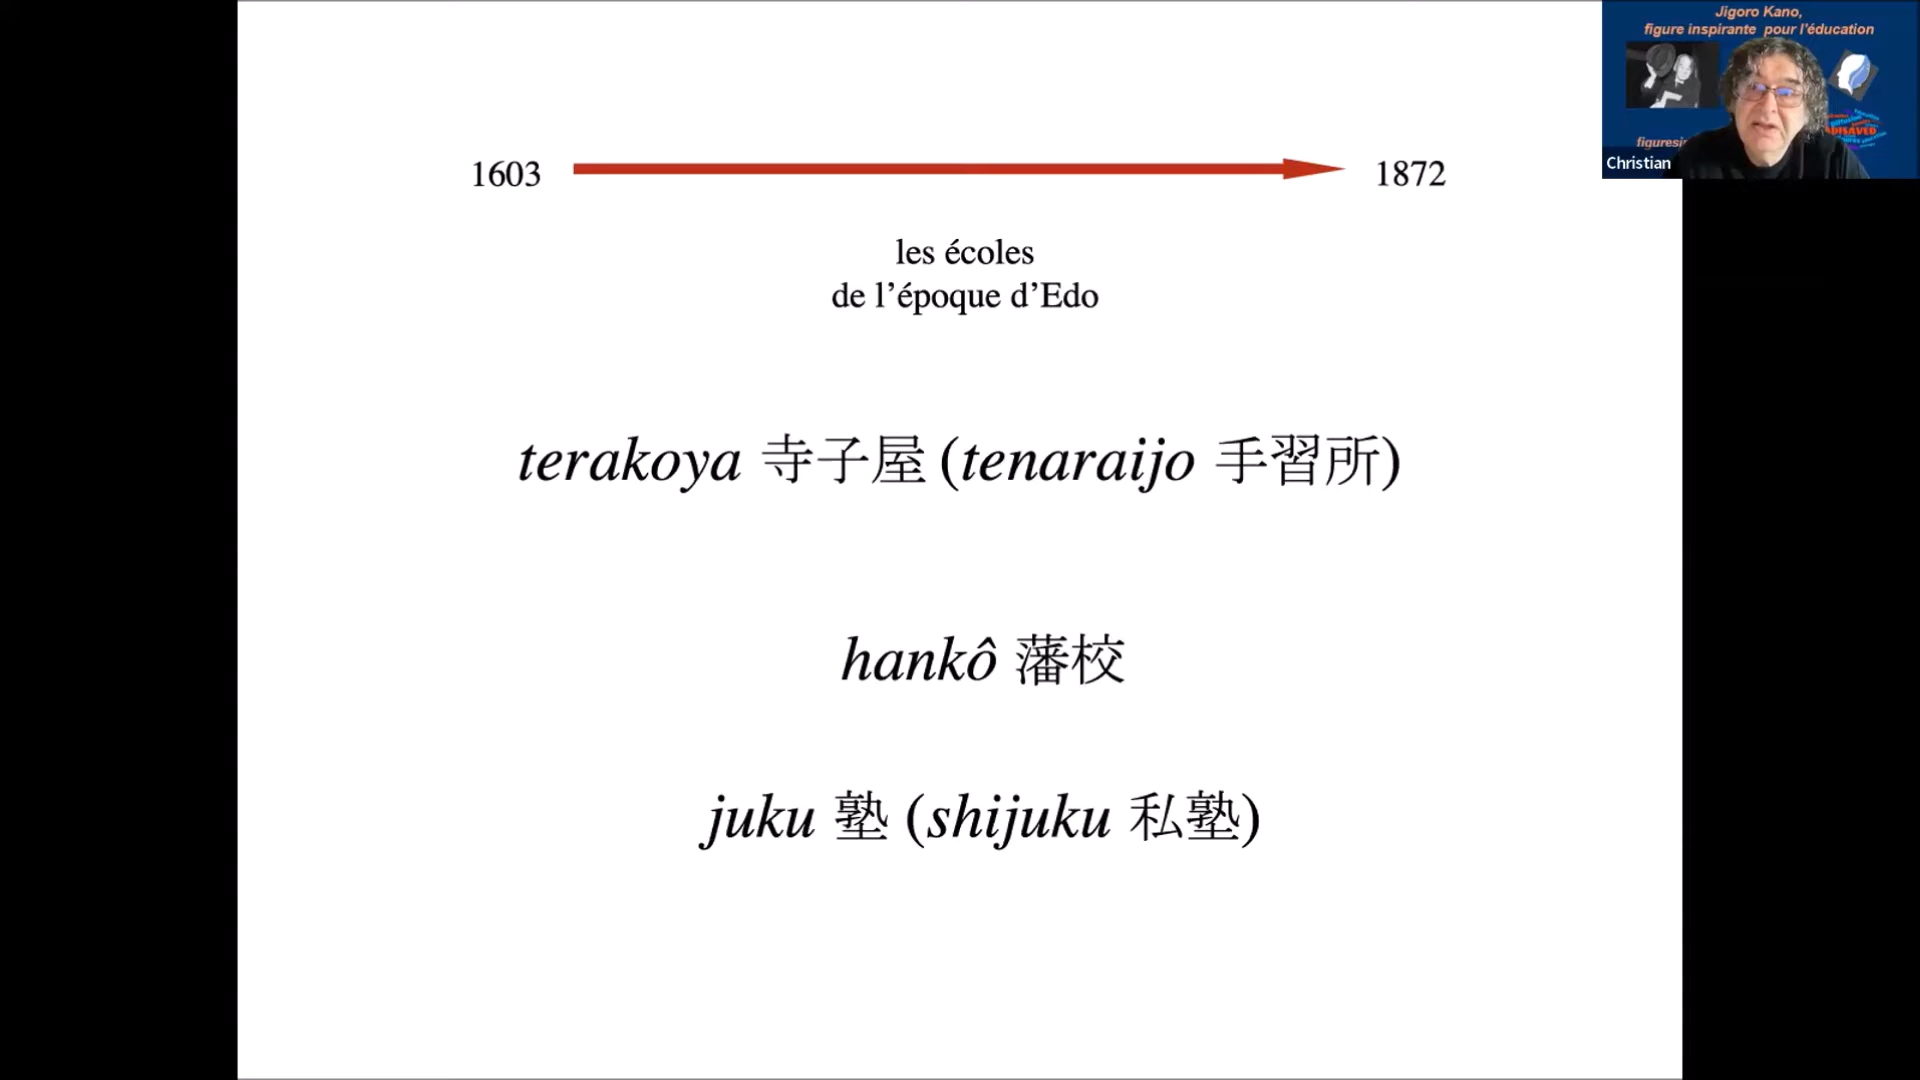 1603
1872
les écoles
de l’époque d’Edo
terakoya 寺子屋 (tenaraijo 手習所)
hankô 藩校
juku 塾 (shijuku 私塾)
Jigoro Kano,
figure inspirante pour l'éducation
DISAVED
Christian